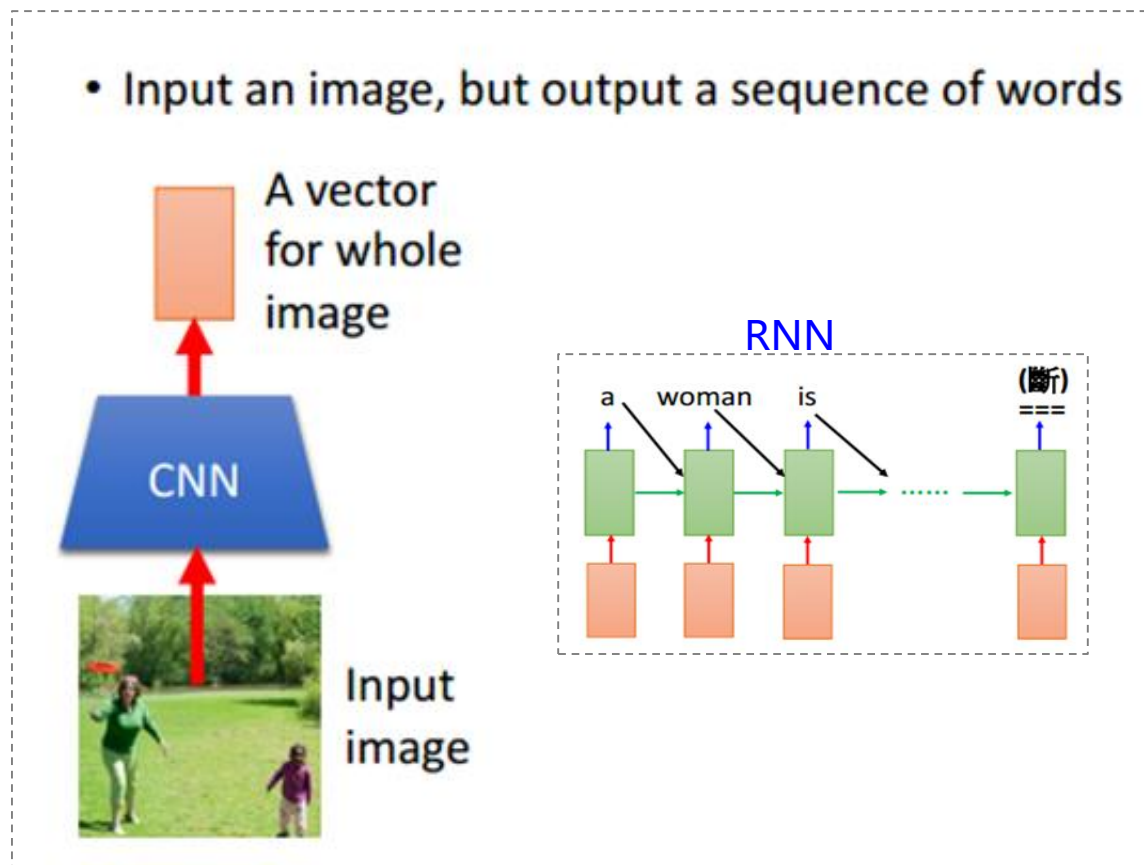 • Input an image, but output a sequence of words
A vector
for whole
image
CNN
Input
image
RNN
a woman is ...... (斷)
===